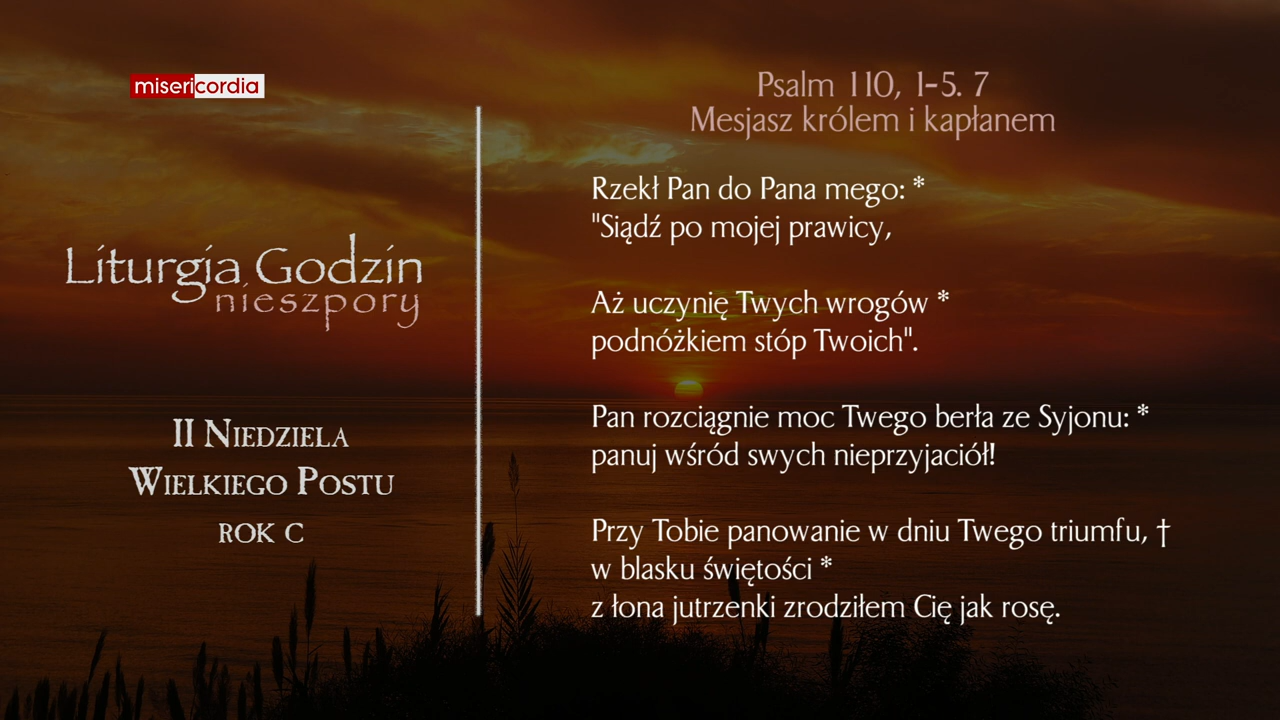 misericordia
Liturgia Godzin
nieszpory
II Niedziela
Wielkiego Postu
rok C
Psalm 110, 1-5. 7
Mesjasz królem i kapłanem
Rzekł Pan do Pana mego: *
"Siądź po mojej prawicy,
Aż uczynię Twych wrogów *
podnóżkiem stóp Twoich".
Pan rozciągnie moc Twego berła ze Syjonu: *
panuj wśród swych nieprzyjaciół!
Przy Tobie panowanie w dniu Twego triumfu, †
w blasku świętości *
z łona jutrzenki zrodziłem Cię jak rosę.